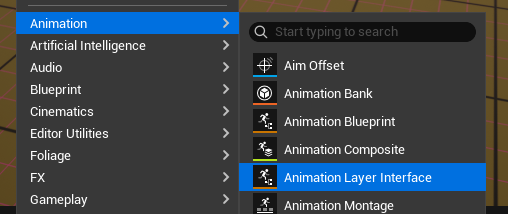 Animation
Artificial Intelligence
Audio
Blueprint
Cinematics
Editor Utilities
Foliage
FX
Gameplay
Start typing to search
Aim Offset
Animation Bank
Animation Blueprint
Animation Composite
Animation Layer Interface
Animation Montage